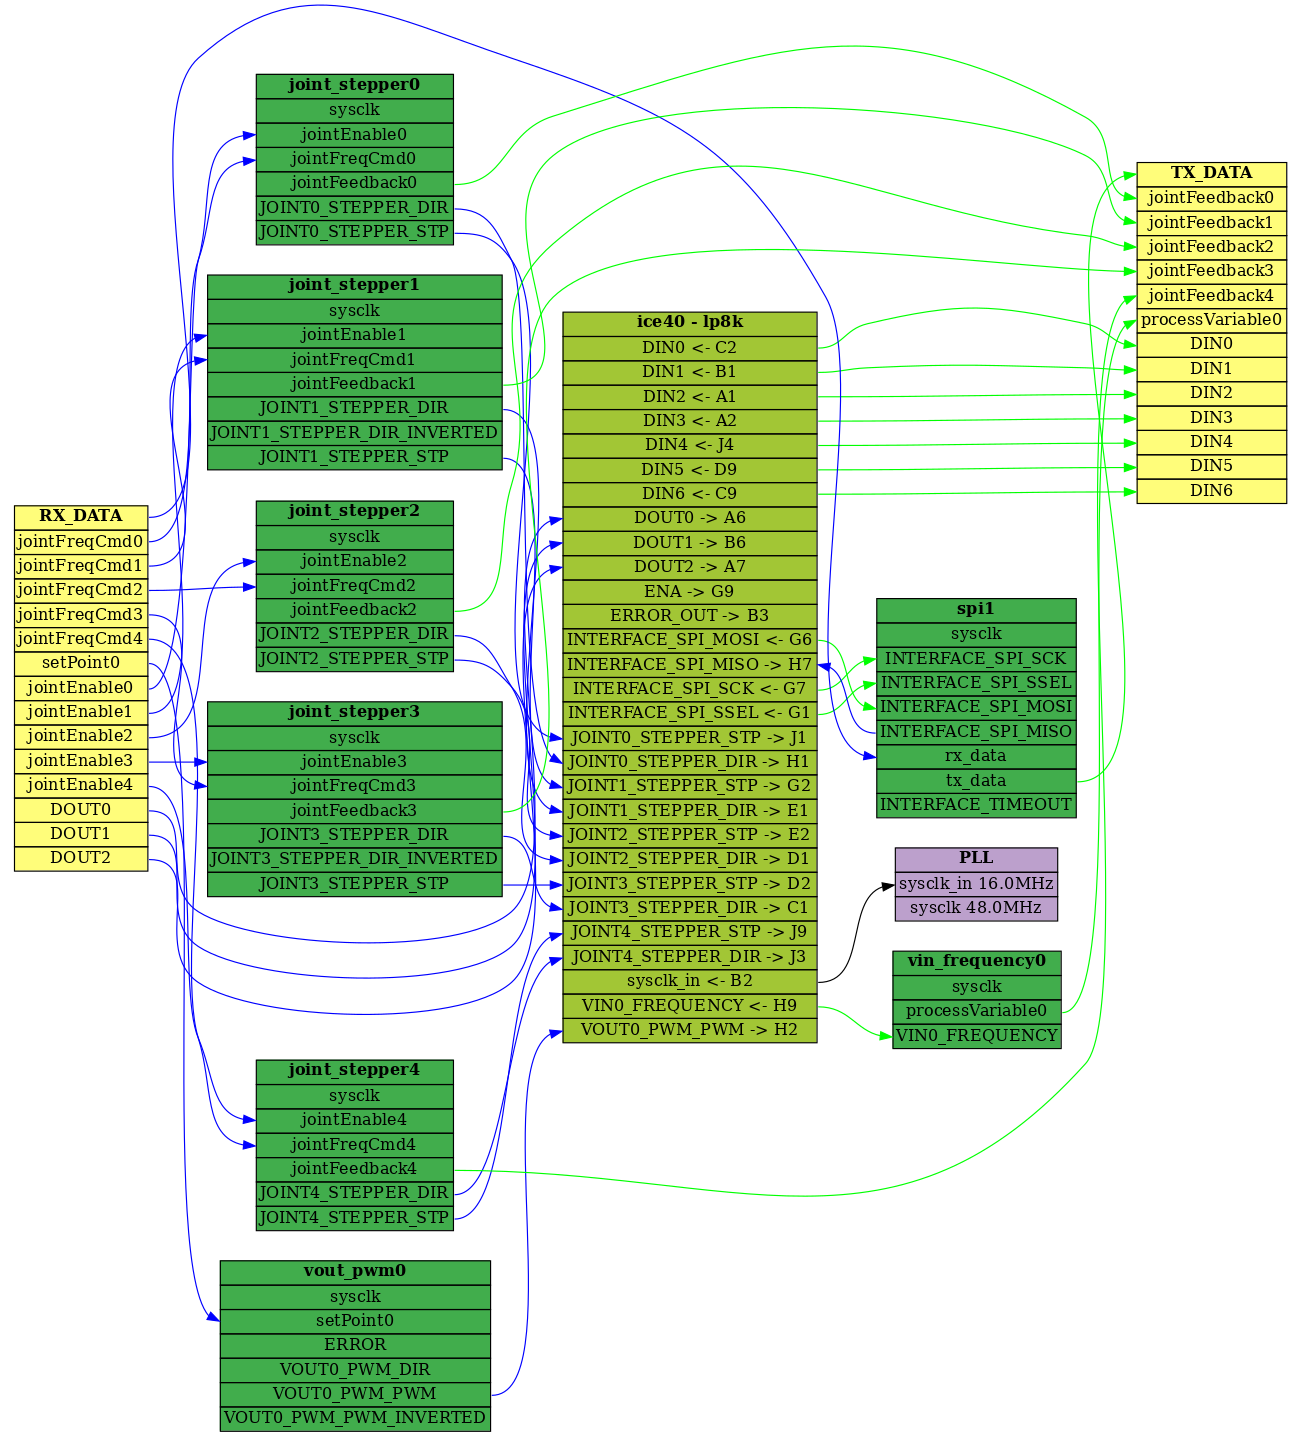 RX_DATA
jointFreqCmd0
jointFreqCmd1
jointFreqCmd2
jointFreqCmd3
jointFreqCmd4
setPoint0
jointEnable0
jointEnable1
jointEnable2
jointEnable3
jointEnable4
DOUT0
DOUT1
DOUT2
joint_stepper0
sysclk
jointEnable0
jointFreqCmd0
jointFeedback0
JOINT0_STEPPER_DIR
JOINT0_STEPPER_STP
joint_stepper1
sysclk
jointEnable1
jointFreqCmd1
jointFeedback1
JOINT1_STEPPER_DIR
JOINT1_STEPPER_DIR_INVERTED
JOINT1_STEPPER_STP
joint_stepper2
sysclk
jointEnable2
jointFreqCmd2
jointFeedback2
JOINT2_STEPPER_DIR
JOINT2_STEPPER_STP
joint_stepper3
sysclk
jointEnable3
jointFreqCmd3
jointFeedback3
JOINT3_STEPPER_DIR
JOINT3_STEPPER_DIR_INVERTED
JOINT3_STEPPER_STP
joint_stepper4
sysclk
jointEnable4
jointFreqCmd4
jointFeedback4
JOINT4_STEPPER_DIR
JOINT4_STEPPER_STP
vout_pwm0
sysclk
setPoint0
ERROR
VOUT0_PWM_DIR
VOUT0_PWM_PWM
VOUT0_PWM_PWM_INVERTED
ice40 - lp8k
DIN0 <- C2
DIN1 <- B1
DIN2 <- A1
DIN3 <- A2
DIN4 <- J4
DIN5 <- D9
DIN6 <- C9
DOUT0 -> A6
DOUT1 -> B6
DOUT2 -> A7
ENA -> G9
ERROR_OUT -> B3
INTERFACE_SPI_MOSI <- G6
INTERFACE_SPI_MISO -> H7
INTERFACE_SPI_SCK <- G7
INTERFACE_SPI_SSEL <- G1
JOINT0_STEPPER_STP -> J1
JOINT0_STEPPER_DIR -> H1
JOINT1_STEPPER_STP -> G2
JOINT1_STEPPER_DIR -> E1
JOINT2_STEPPER_STP -> E2
JOINT2_STEPPER_DIR -> D1
JOINT3_STEPPER_STP -> D2
JOINT3_STEPPER_DIR -> C1
JOINT4_STEPPER_STP -> J9
JOINT4_STEPPER_DIR -> J3
sysclk_in <- B2
VIN0_FREQUENCY <- H9
VOUT0_PWM_PWM -> H2
spi1
sysclk
INTERFACE_SPI_SCK
INTERFACE_SPI_SSEL
INTERFACE_SPI_MOSI
INTERFACE_SPI_MISO
rx_data
tx_data
INTERFACE_TIMEOUT
PLL
sysclk_in 16.0MHz
sysclk 48.0MHz
vin_frequency0
sysclk
processVariable0
VIN0_FREQUENCY
TX_DATA
jointFeedback0
jointFeedback1
jointFeedback2
jointFeedback3
jointFeedback4
processVariable0
DIN0
DIN1
DIN2
DIN3
DIN4
DIN5
DIN6